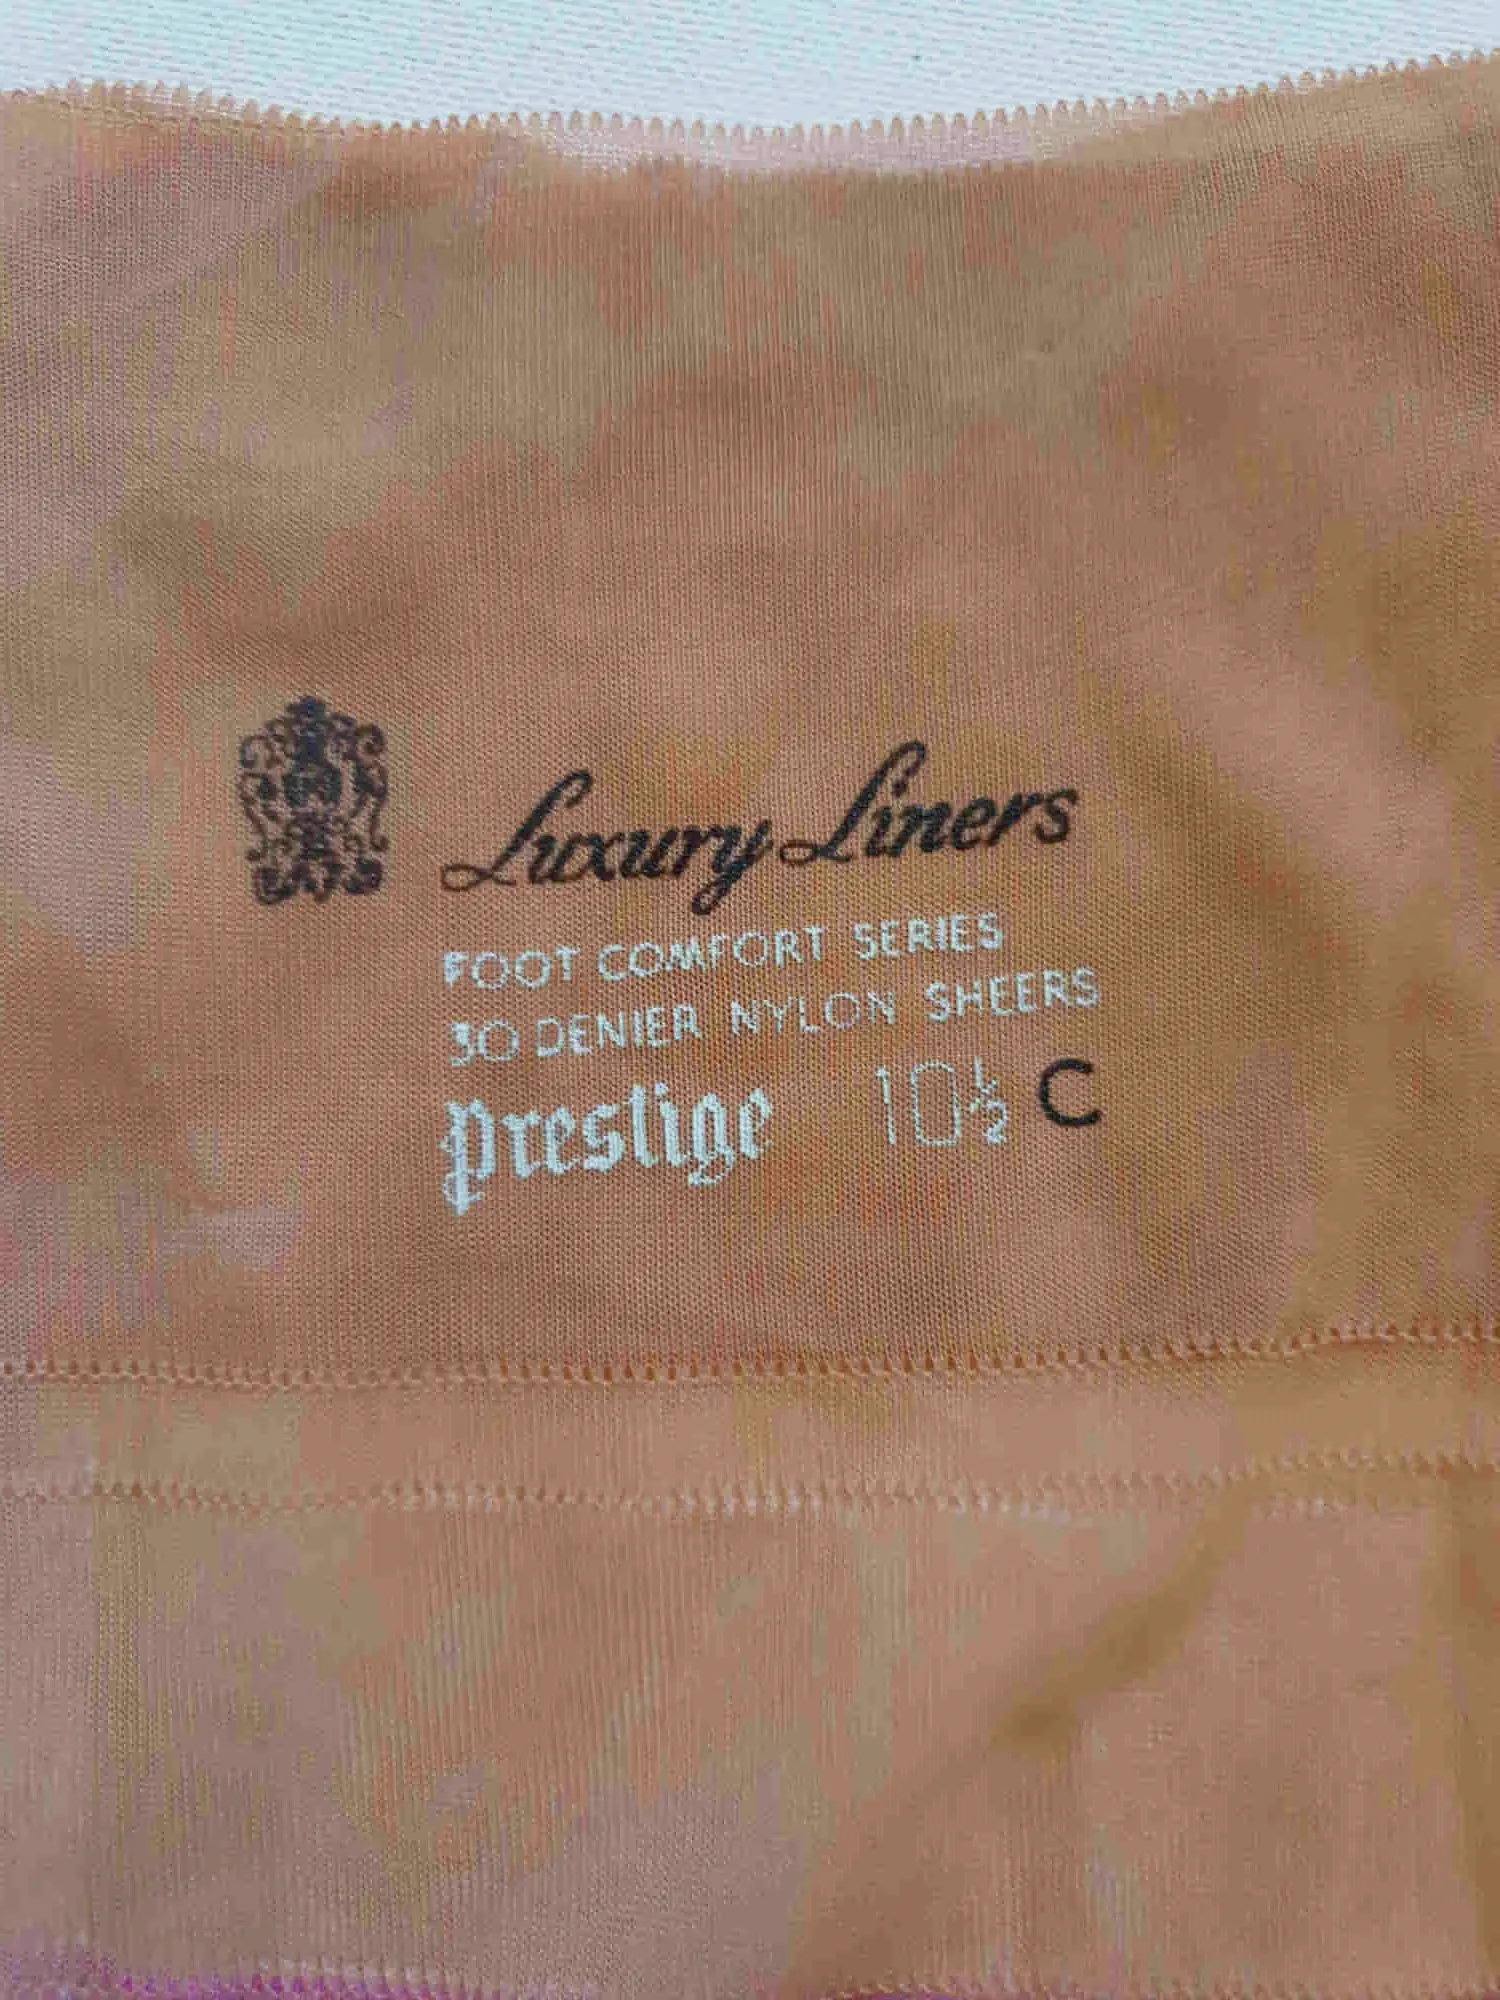 Luxury Liners
FOOT COMFORT SERIES
30 DENIER NYLON SHEERS
Prestige 10½ C